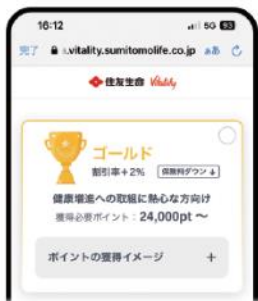 16:12
5G 63
完了 s.vitality.sumitomolife.co.jp ああ
住友生命 Vitality
ゴールド
割引率+2% 保険料ダウン↓
健康増進への取組に熱心な方向け
獲得必要ポイント：24,000pt ～
ポイントの獲得イメージ +